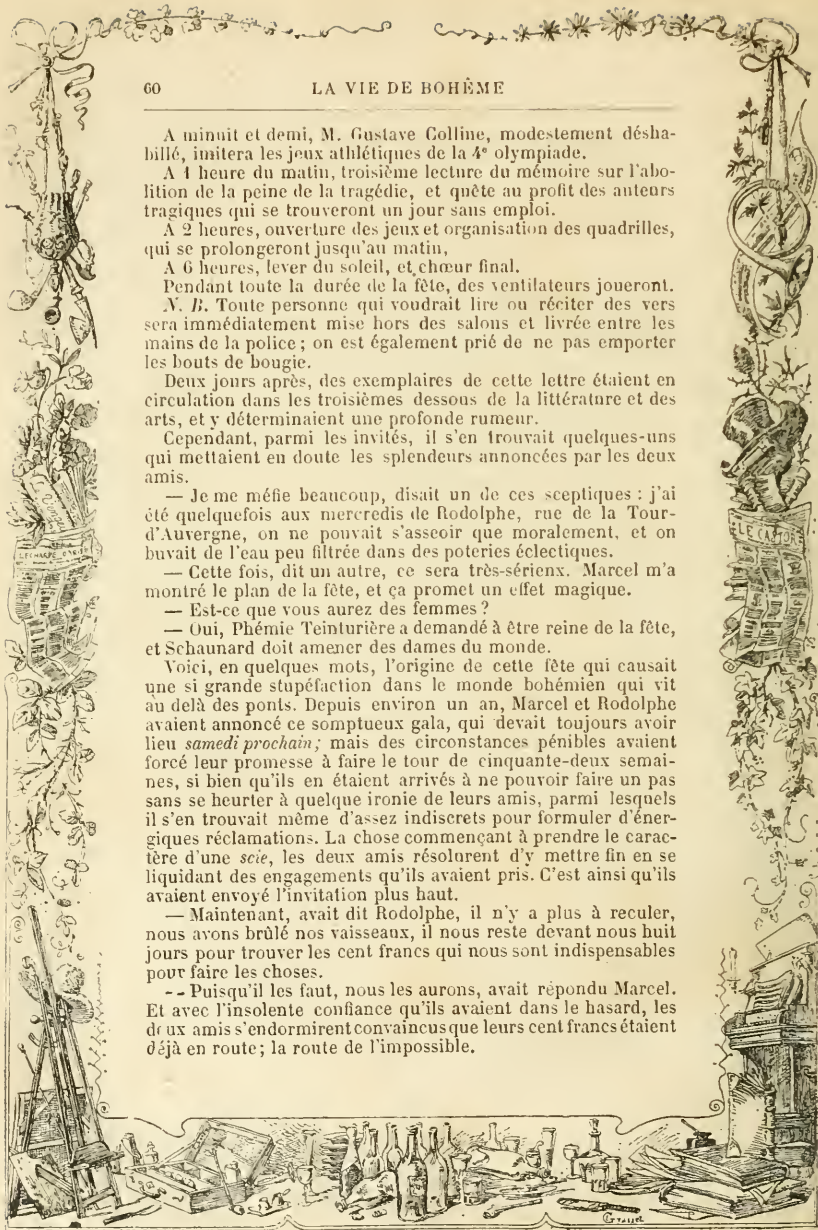 60
LA VIE DE BOHÊME
A minuit et demi, M. Gustave Colline, modestement désha-
billé, imitera les jeux athlétiques de la 4e olympiade.
A 1 heure du matin, troisième lecture du mémoire sur l'abo-
lition de la peine de la tragédie, et quête au profit des auteurs
tragiques qui se trouveront un jour sans emploi.
A 2 heures, ouverture des jeux et organisation des quadrilles,
qui se prolongeront jusqu'au matin,
A 6 heures, lever du soleil, et chœur final.
Pendant toute la durée de la fête, des ventilateurs joueront.
N. B. Toute personne qui voudrait lire ou réciter des vers
sera immédiatement mise hors des salons et livrée entre les
mains de la police ; on est également prié de ne pas emporter
les bouts de bougie.
Deux jours après, des exemplaires de cette lettre étaient en
circulation dans les troisièmes dessous de la littérature et des
arts, et y déterminaient une profonde rumeur.
Cependant, parmi les invités, il s'en trouvait quelques-uns
qui mettaient en doute les splendeurs annoncées par les deux
amis.
— Je me méfie beaucoup, disait un de ces sceptiques : j'ai
été quelquefois aux mercredis de Rodolphe, rue de la Tour-
d'Auvergne, on ne pouvait s'asseoir que moralement, et on
buvait de l'eau peu filtrée dans des poteries éclectiques.
— Cette fois, dit un autre, ce sera très-sérieux. Marcel m'a
montré le plan de la fête, et ça promet un effet magique.
— Est-ce que vous aurez des femmes ?
— Oui, Phémie Teinturière a demandé à être reine de la fête,
et Schaunard doit amener des dames du monde.
Voici, en quelques mots, l'origine de cette fête qui causait
une si grande stupéfaction dans le monde bohémien qui vit
au delà des ponts. Depuis environ un an, Marcel et Rodolphe
avaient annoncé ce somptueux gala, qui devait toujours avoir
lieu samedi prochain ; mais des circonstances pénibles avaient
forcé leur promesse à faire le tour de cinquante-deux semai-
nes, si bien qu'ils en étaient arrivés à ne pouvoir faire un pas
sans se heurter à quelque ironie de leurs amis, parmi lesquels
il s'en trouvait même d'assez indiscrets pour formuler d'éner-
giques réclamations. La chose commençant à prendre le carac-
tère d'une scie, les deux amis résolurent d'y mettre fin en se
liquidant des engagements qu'ils avaient pris. C'est ainsi qu'ils
avaient envoyé l'invitation plus haut.
— Maintenant, avait dit Rodolphe, il n'y a plus à reculer,
nous avons brûlé nos vaisseaux, il nous reste devant nous huit
jours pour trouver les cent francs qui nous sont indispensables
pour faire les choses.
-- Puisqu'il les faut, nous les aurons, avait répondu Marcel.
Et avec l'insolente confiance qu'ils avaient dans le hasard, les
deux amis s'endormirent convaincus que leurs cent francs étaient
déjà en route ; la route de l'impossible.
LE CASTOR